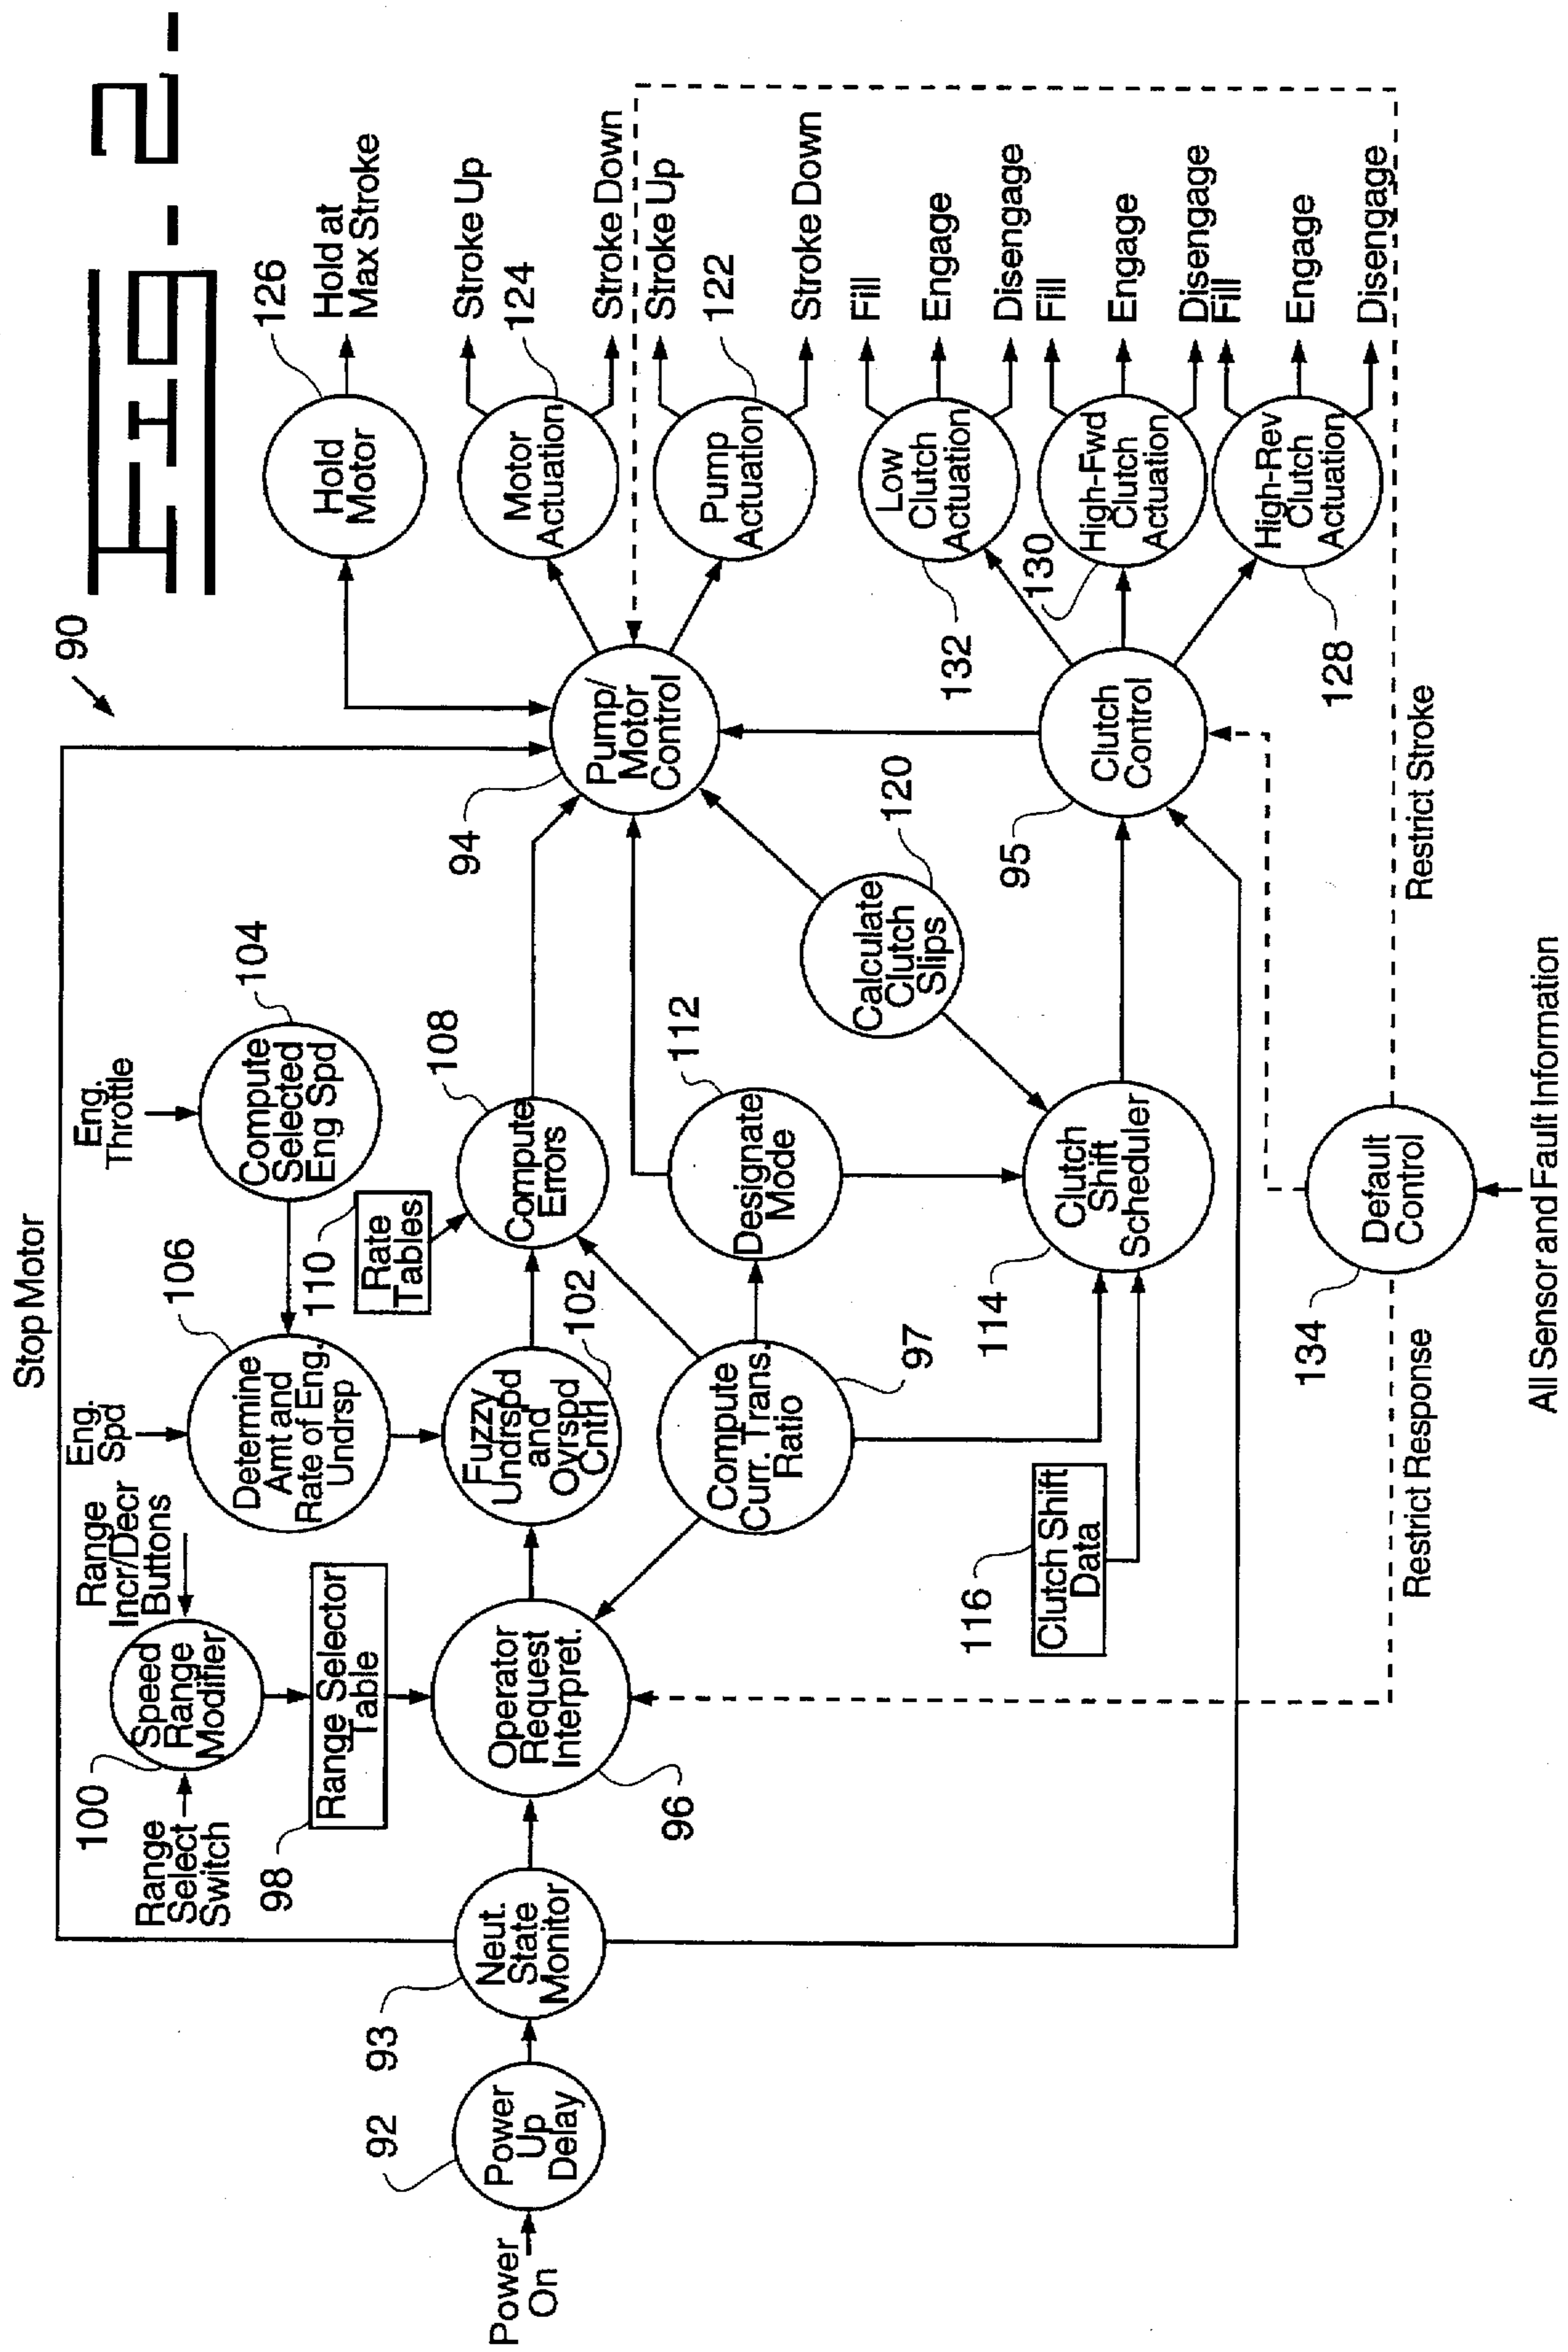 FIG-2-
90
Stop Motor
Power
On
92
Power
Up
Delay
93
Neut.
State
Monitor
Range
Select
Switch
100
Speed
Range
Modifier
Range
Incr/Decr
Buttons
98
Range Selector
Table
Operator
Request
Interpret.
96
Eng.
Spd
106
Determine
Amt and
Rate of Eng.
Undrsp
Eng.
Throttle
104
Compute
Selected
Eng Spd
Fuzzy
Undrspd
and
Ovrspd
Cntrl
102
110
Rate
Tables
108
Compute
Errors
Compute
Curr. Trans.
Ratio
97
112
Designate
Mode
116
Clutch Shift
Data
114
Clutch
Shift
Scheduler
Calculate
Clutch
Slips
120
94
Pump/
Motor
Control
95
Clutch
Control
126
Hold
Motor
Hold at
Max Stroke
Motor
Actuation
124
Stroke Up
Stroke Down
Pump
Actuation
122
Stroke Up
Stroke Down
Low
Clutch
Actuation
132
Fill
Engage
Disengage
130
High-Fwd
Clutch
Actuation
Fill
Engage
Disengage
High-Rev
Clutch
Actuation
128
Fill
Engage
Disengage
134
Default
Control
Restrict Response
Restrict Stroke
All Sensor and Fault Information